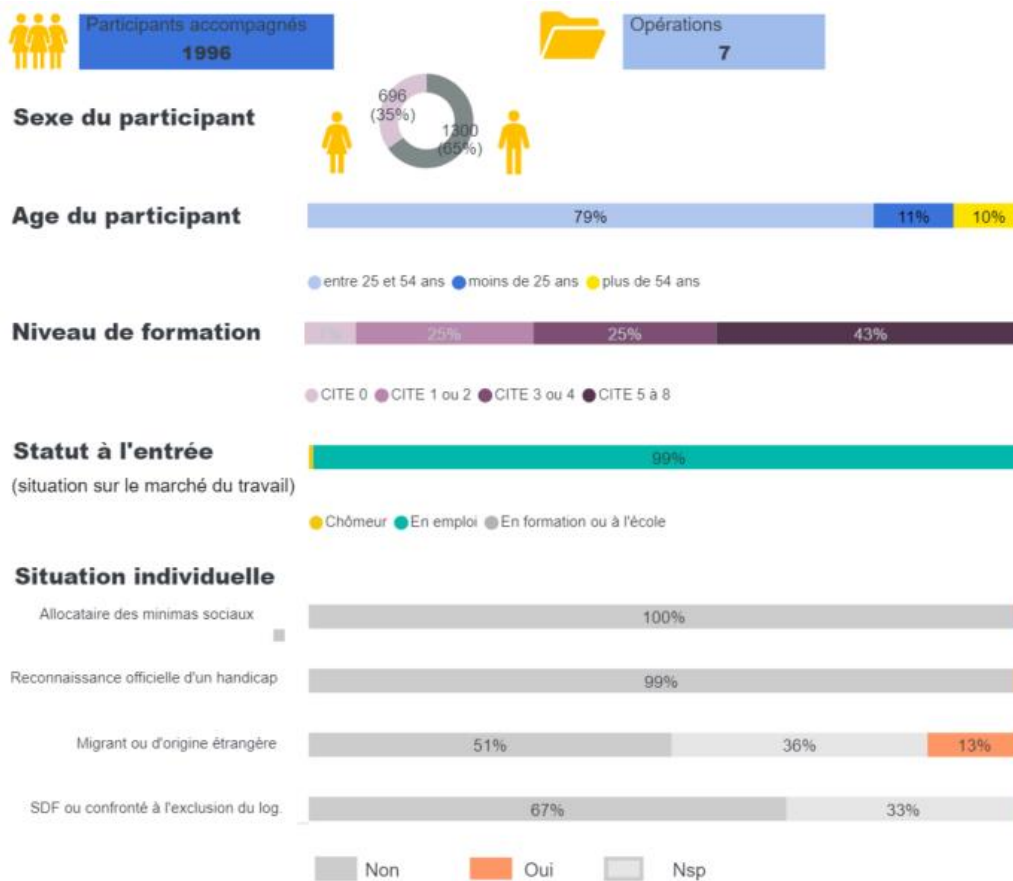 Participants accompagnés
1996
Opérations
7
Sexe du participant
696
(35%)
1300
(65%)
Age du participant
79%
11%
10%
entre 25 et 54 ans moins de 25 ans plus de 54 ans
Niveau de formation
25%
25%
43%
CITE 0 CITE 1 ou 2 CITE 3 ou 4 CITE 5 à 8
Statut à l'entrée
(situation sur le marché du travail)
99%
Chômeur En emploi En formation ou à l'école
Situation individuelle
Allocataire des minimas sociaux
100%
Reconnaissance officielle d'un handicap
99%
Migrant ou d'origine étrangère
51%
36%
13%
SDF ou confronté à l'exclusion du log.
67%
33%
Non
Oui
Nsp